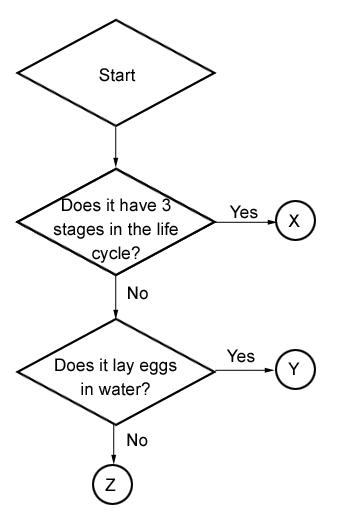 Start
Does it have 3
stages in the life
cycle?
Yes
X
No
Does it lay eggs
in water?
Yes
Y
No
Z